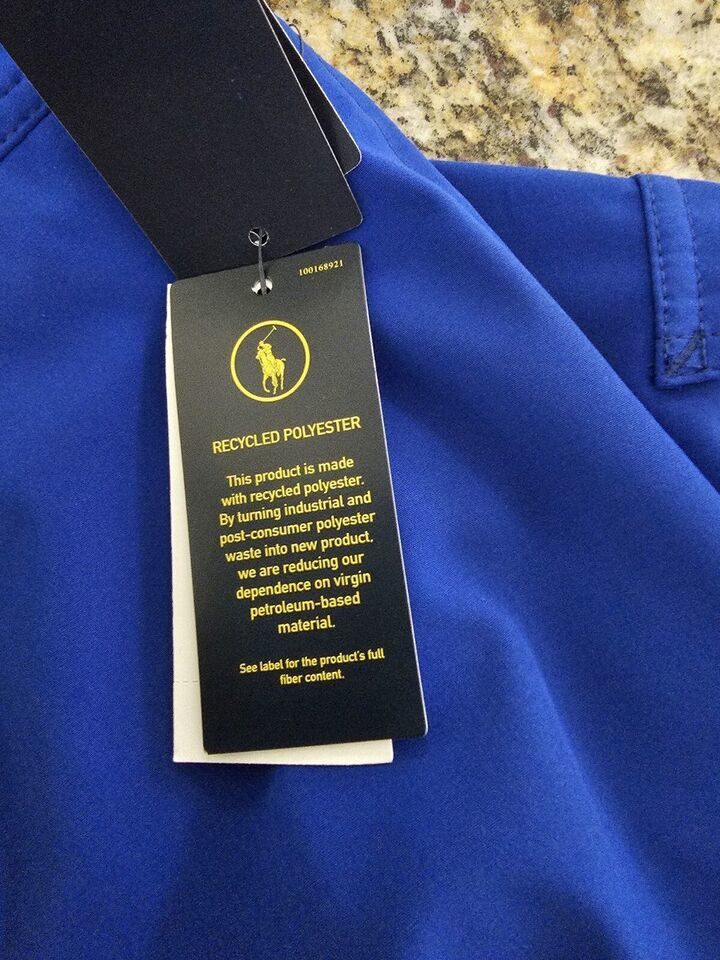 100168921
RECYCLED POLYESTER
This product is made
with recycled polyester.
By turning industrial and
post-consumer polyester
waste into new product,
we are reducing our
dependence on virgin
petroleum-based
material.
See label for the product's full
fiber content.